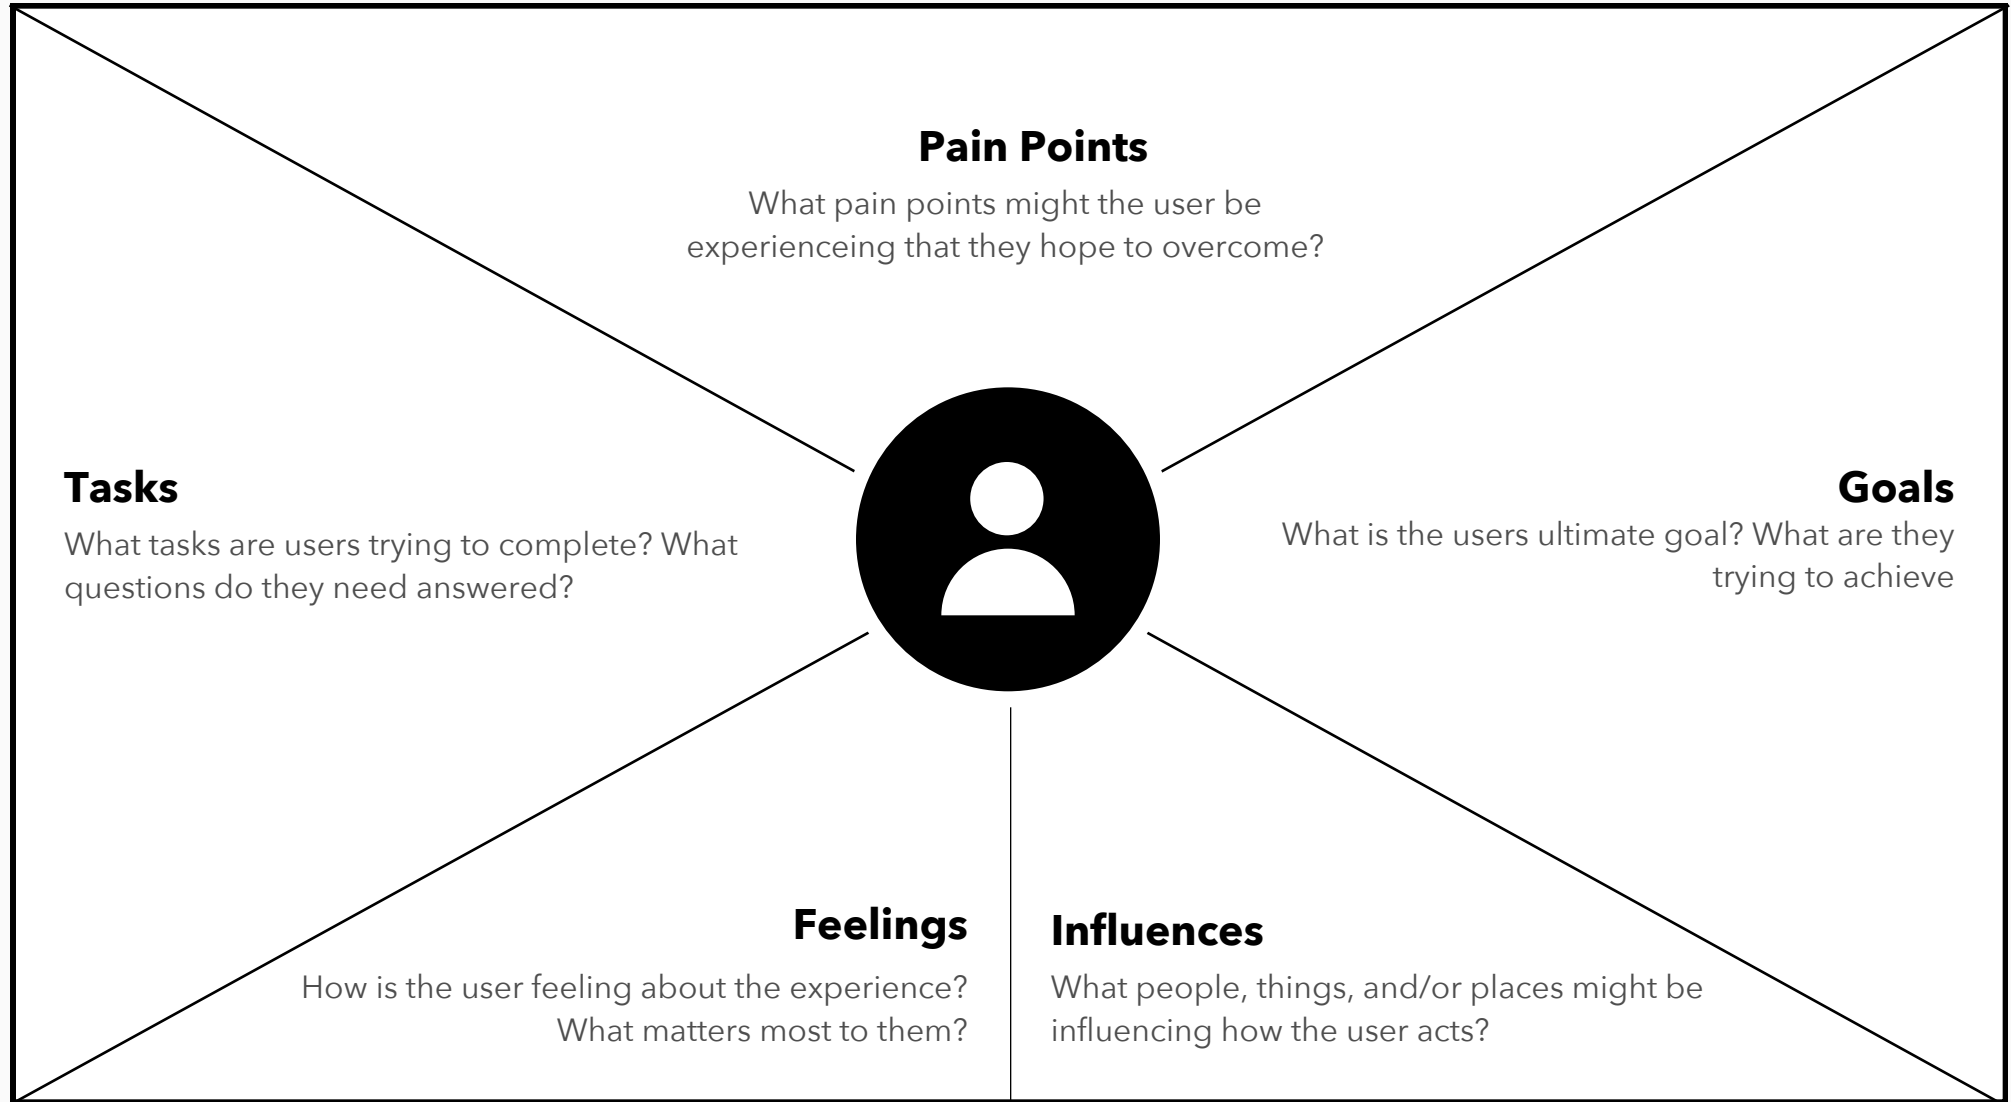 Pain Points
What pain points might the user be
experienceing that they hope to overcome?
Tasks
What tasks are users trying to complete? What
questions do they need answered?
Goals
What is the users ultimate goal? What are they
trying to achieve
Feelings
How is the user feeling about the experience?
What matters most to them?
Influences
What people, things, and/or places might be
influencing how the user acts?